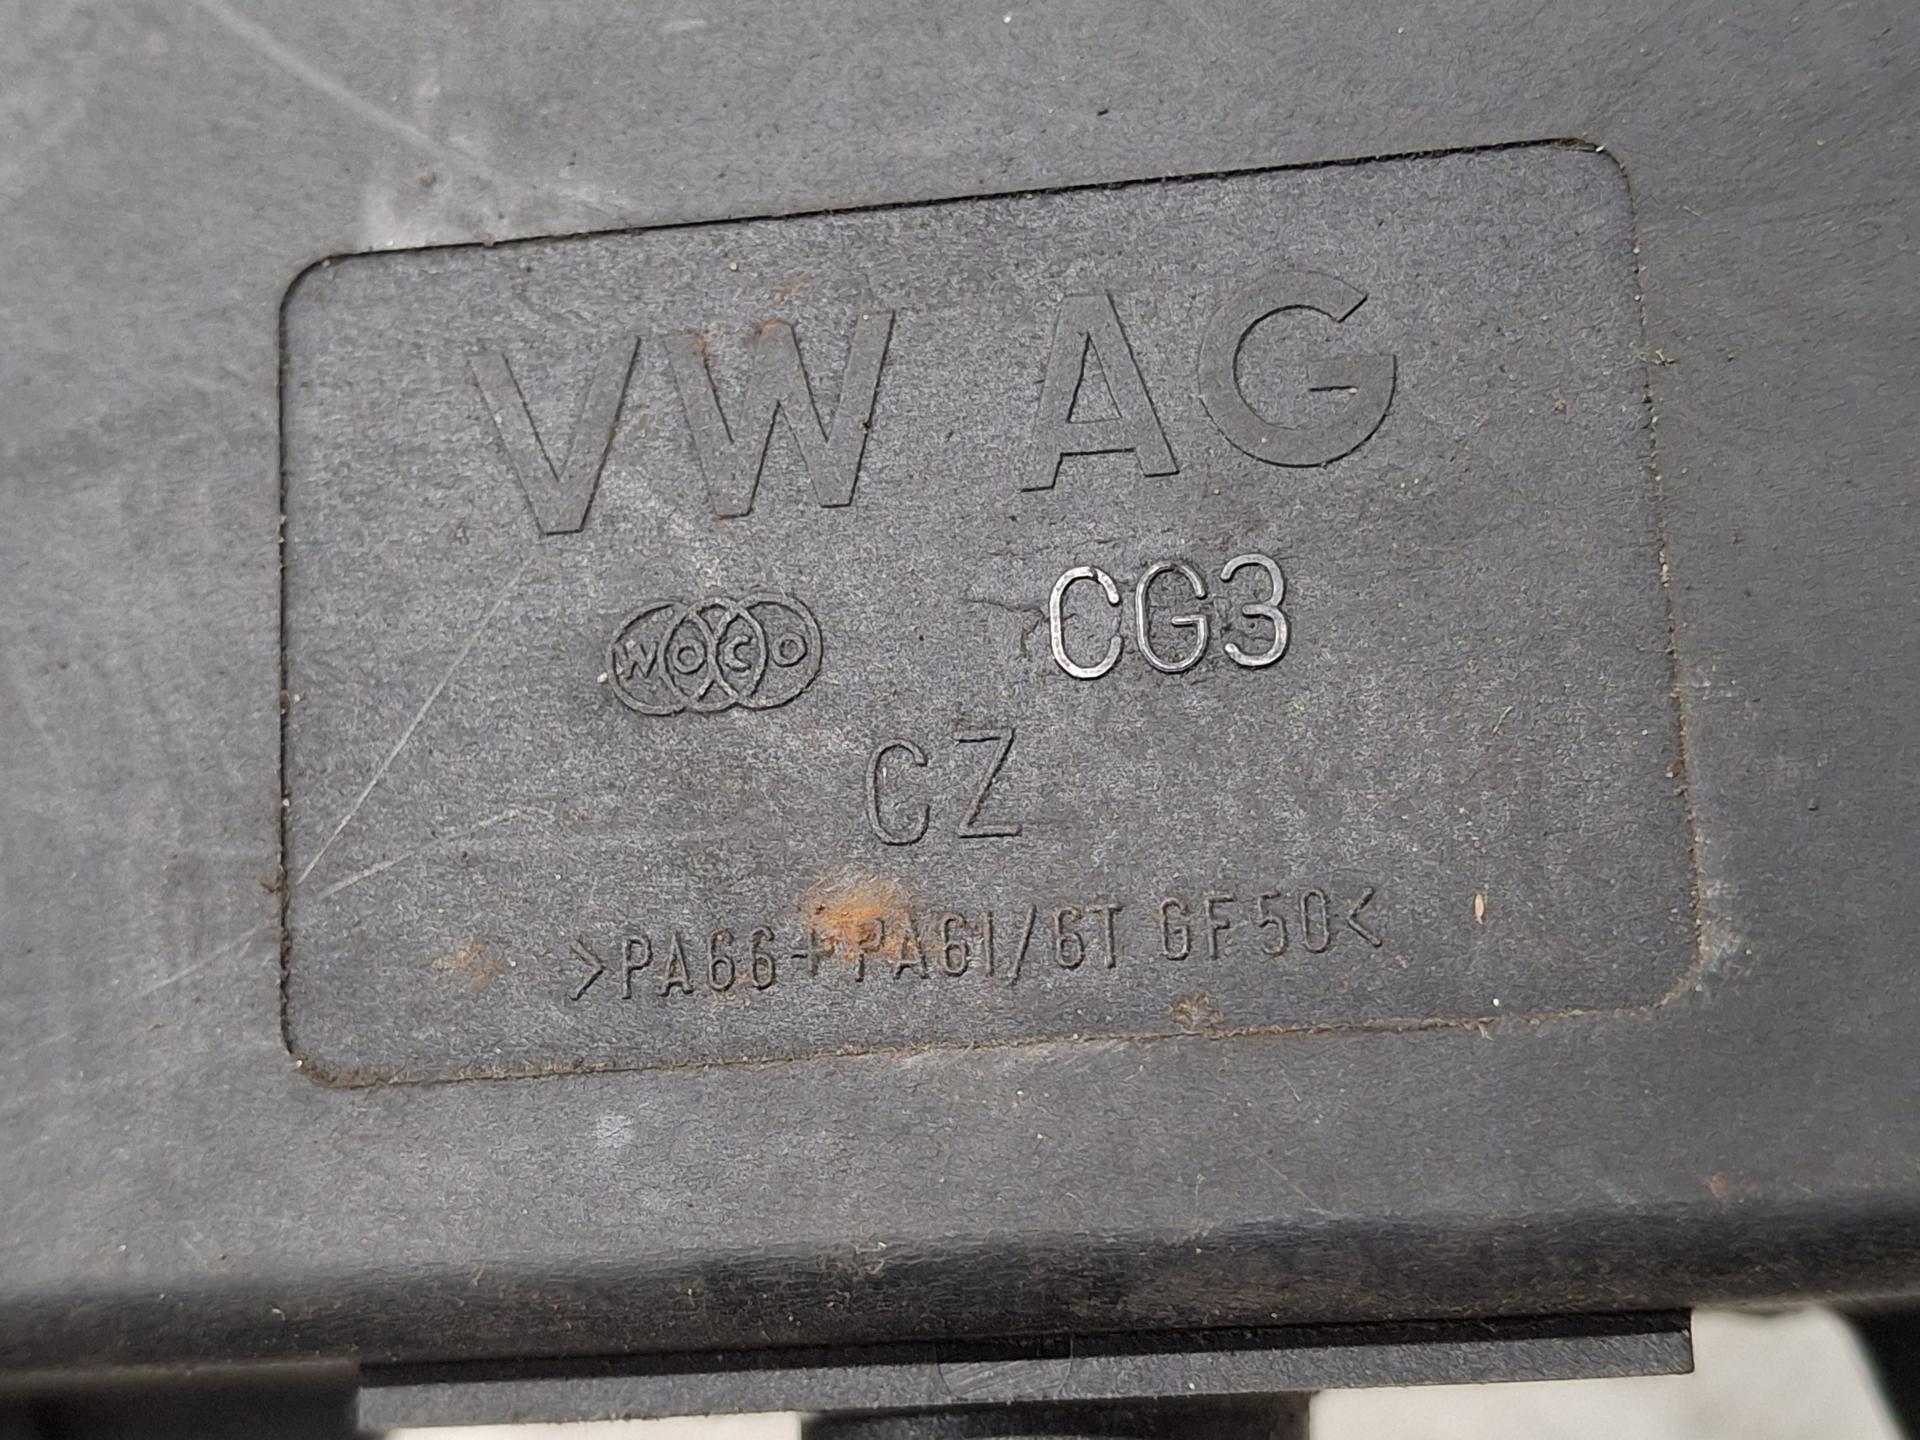 VW AG
WOCO CG3
CZ
>PA66+PA6I/6T GF50<